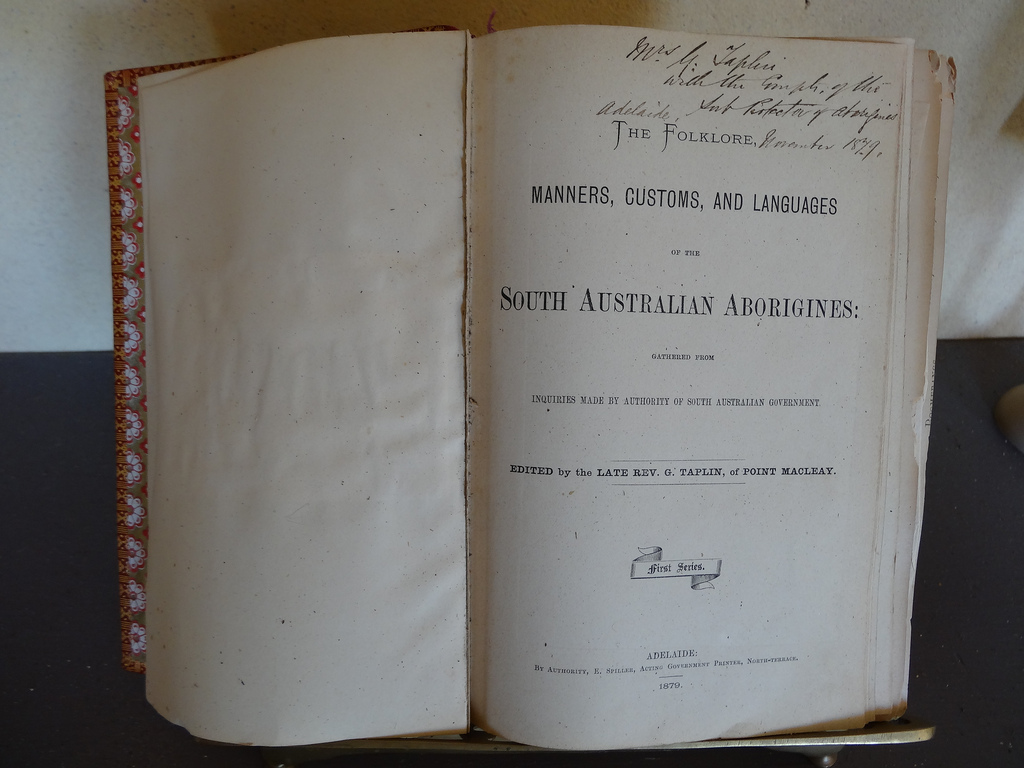 Mrs G. Taplin
with the Compls. of the
Sub Protector of Aborigines
Adelaide, November 1879.
THE FOLKLORE,
MANNERS, CUSTOMS, AND LANGUAGES
OF THE
SOUTH AUSTRALIAN ABORIGINES:
GATHERED FROM
INQUIRIES MADE BY AUTHORITY OF SOUTH AUSTRALIAN GOVERNMENT.
EDITED by the LATE REV. G. TAPLIN, of POINT MACLEAY.
First Series.
ADELAIDE:
BY AUTHORITY, E. SPILLER, ACTING GOVERNMENT PRINTER, NORTH-TERRACE.
1879.